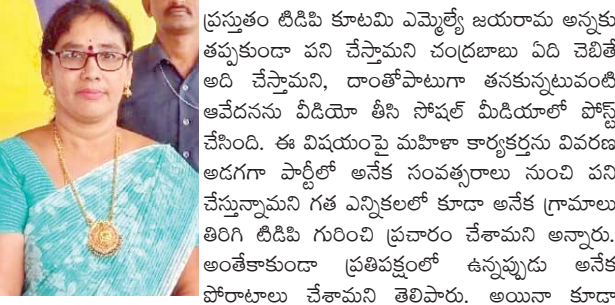 ప్రస్తుతం టిడిపి కూటమి ఎమ్మెల్యే జయరామ అన్నకు
తప్పకుండా పని చేస్తామని చంద్రబాబు ఏది చెబితే
అది చేస్తామని, దాంతోపాటుగా తనకున్నటువంటి
ఆవేదనను వీడియో తీసి సోషల్ మీడియాలో పోస్ట్
చేసింది. ఈ విషయంపై మహిళా కార్యకర్తను వివరణ
అడగగా పార్టీలో అనేక సంవత్సరాలు నుంచి పని
చేస్తున్నామని గత ఎన్నికలలో కూడా అనేక గ్రామాలు
తిరిగి టిడిపి గురించి ప్రచారం చేశామని అన్నారు.
అంతేకాకుండా ప్రతిపక్షంలో ఉన్నప్పుడు అనేక
పోరాటాలు చేశామని తెలిపారు. అయినా కూడా